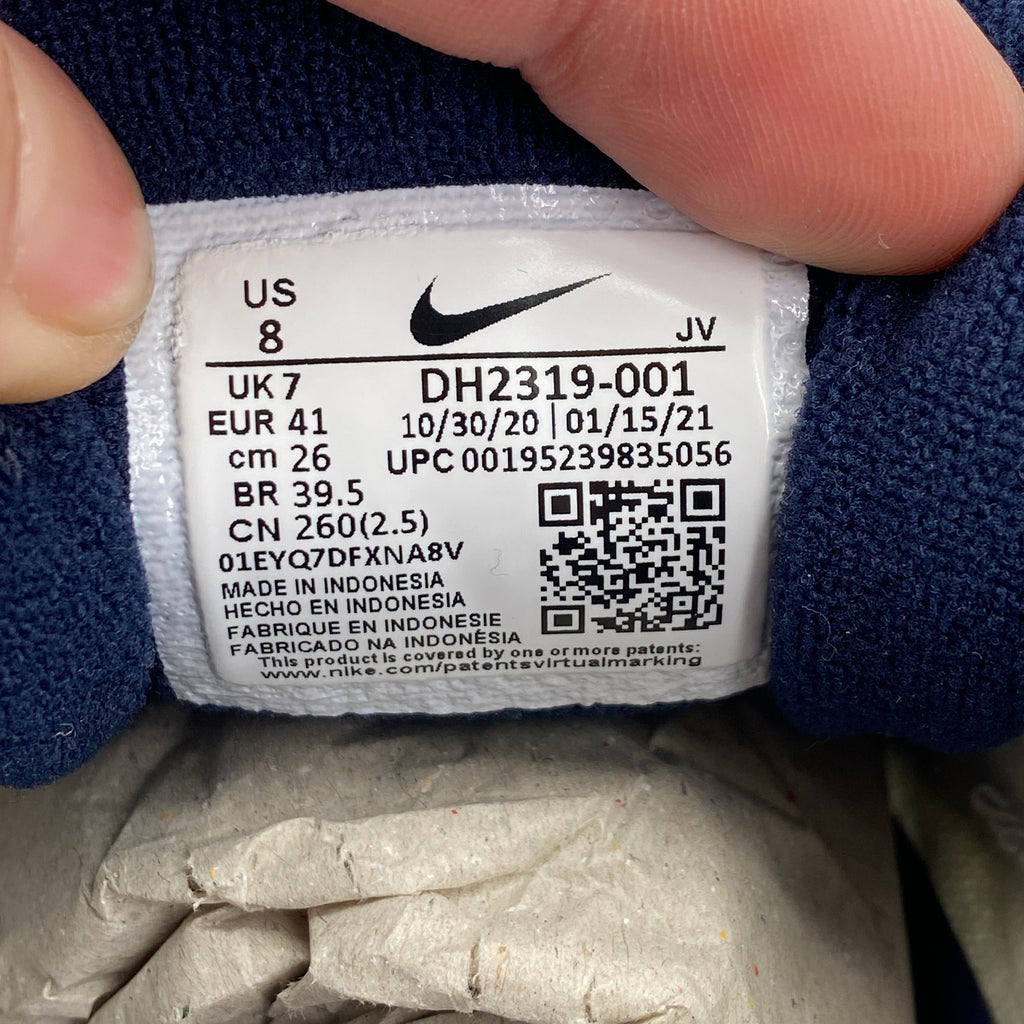 US
8
JV
UK 7
DH2319-001
EUR 41
10/30/20 | 01/15/21
cm 26
UPC 00195239835056
BR 39.5
CN 260(2.5)
01EYQ7DFXNA8V
MADE IN INDONESIA
HECHO EN INDONESIA
FABRIQUE EN INDONESIE
FABRICADO NA INDONÉSIA
This product is covered by one or more patents:
www.nike.com/patentsvirtualmarking